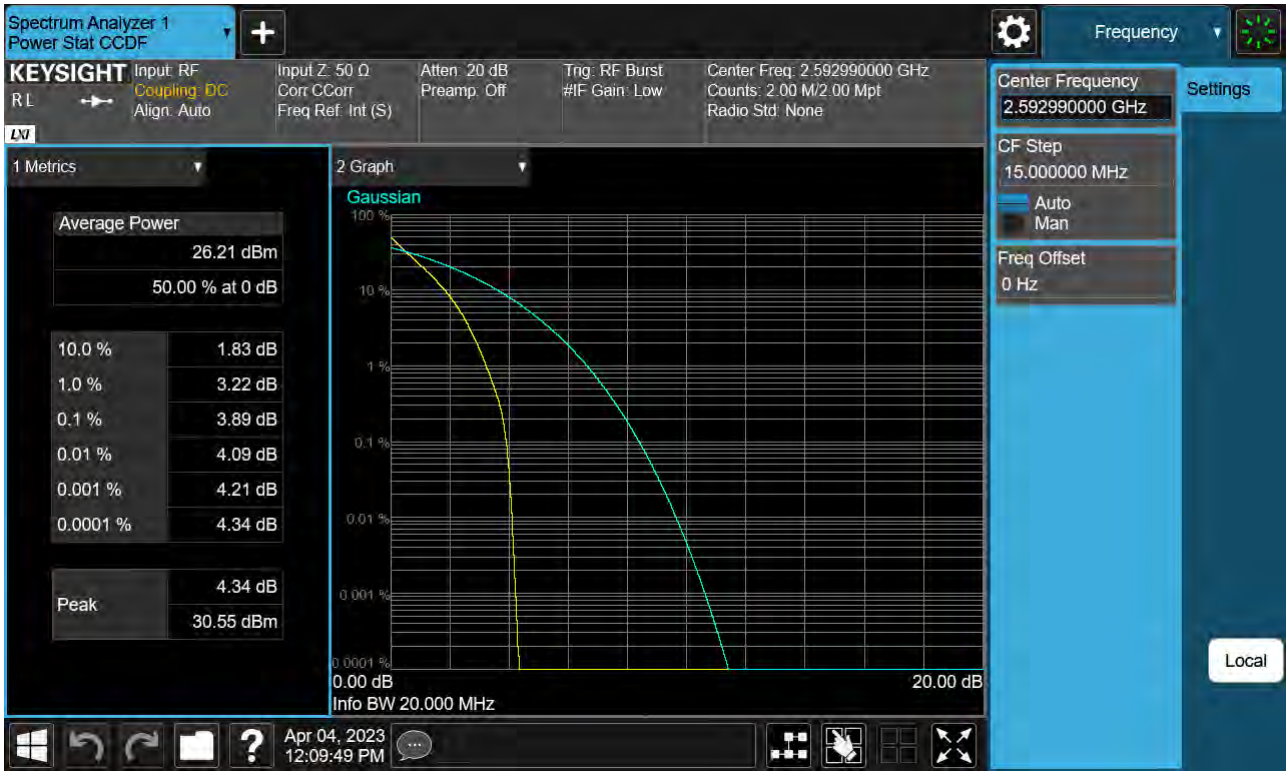 Spectrum Analyzer 1
Power Stat CCDF
Frequency
KEYSIGHT
RL
LXI
Input: RF
Coupling: DC
Align: Auto
Input Z: 50 Ω
Corr CCorr
Freq Ref: Int (S)
Atten: 20 dB
Preamp: Off
Trig: RF Burst
#IF Gain: Low
Center Freq: 2.592990000 GHz
Counts: 2.00 M/2.00 Mpt
Radio Std: None
Center Frequency
2.592990000 GHz
Settings
CF Step
15.000000 MHz
Auto
Man
Freq Offset
0 Hz
1 Metrics
Average Power
26.21 dBm
50.00 % at 0 dB
10.0 % 1.83 dB
1.0 % 3.22 dB
0.1 % 3.89 dB
0.01 % 4.09 dB
0.001 % 4.21 dB
0.0001 % 4.34 dB
Peak
4.34 dB
30.55 dBm
2 Graph
Gaussian
100 %
10 %
1 %
0.1 %
0.01 %
0.001 %
0.0001 %
0.00 dB 20.00 dB
Info BW 20.000 MHz
Local
?
Apr 04, 2023
12:09:49 PM